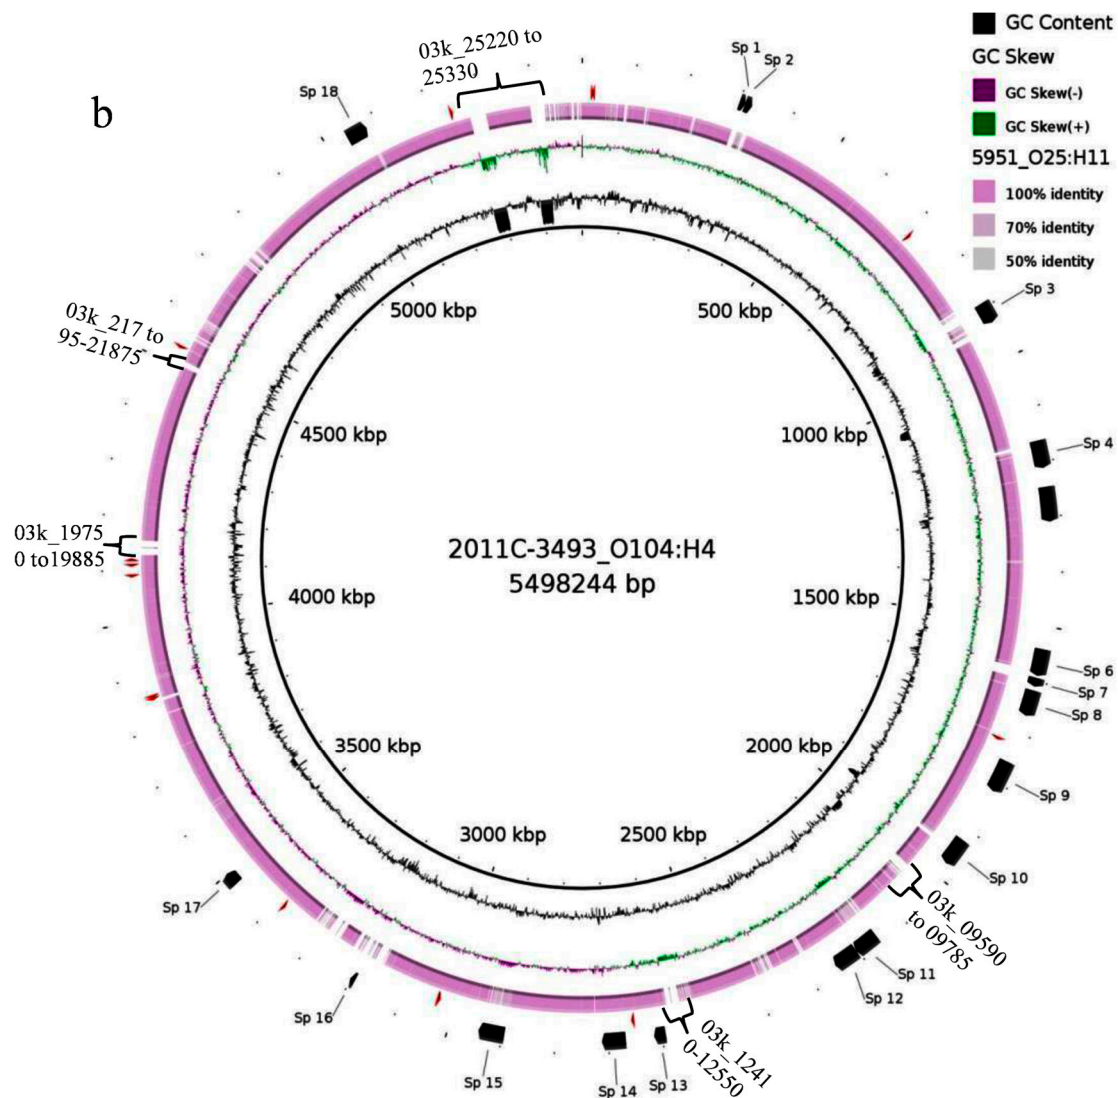 b
03k_25220 to
25330
Sp 1
Sp 2
Sp 18
GC Content
GC Skew
GC Skew(-)
GC Skew(+)
5951_O25:H11
100% identity
70% identity
50% identity
Sp 3
03k_217 to
95-21875
5000 kbp
500 kbp
4500 kbp
1000 kbp
Sp 4
03k_1975
0 to19885
2011C-3493_O104:H4
5498244 bp
4000 kbp
1500 kbp
Sp 6
Sp 7
Sp 8
3500 kbp
2000 kbp
Sp 9
3000 kbp
2500 kbp
Sp 10
Sp 17
03k_09590
to 09785
Sp 11
Sp 12
Sp 16
03k_1241
0-12550
Sp 15
Sp 14
Sp 13